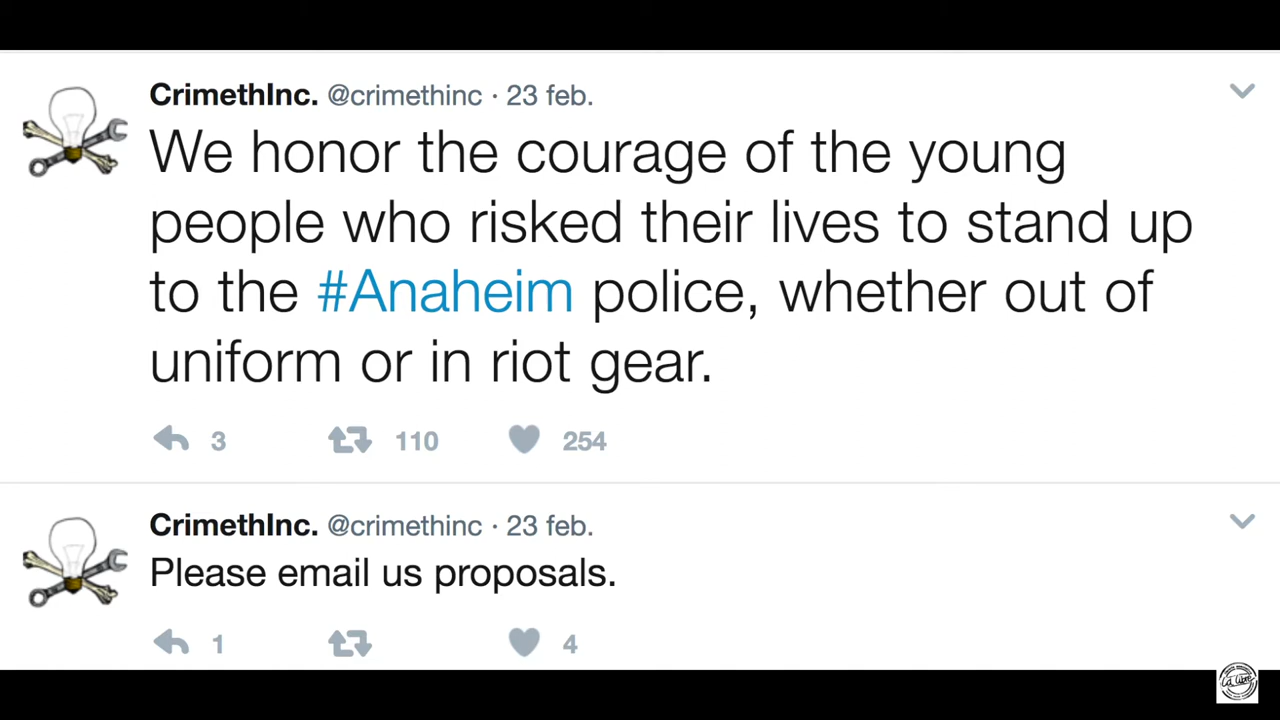 CrimethInc. @crimethinc · 23 feb.
We honor the courage of the young
people who risked their lives to stand up
to the #Anaheim police, whether out of
uniform or in riot gear.
3 110 254
CrimethInc. @crimethinc · 23 feb.
Please email us proposals.
1 4